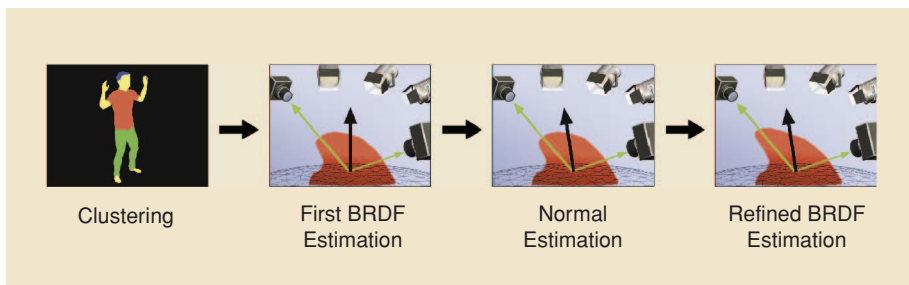 Clustering
First BRDF
Estimation
Normal
Estimation
Refined BRDF
Estimation